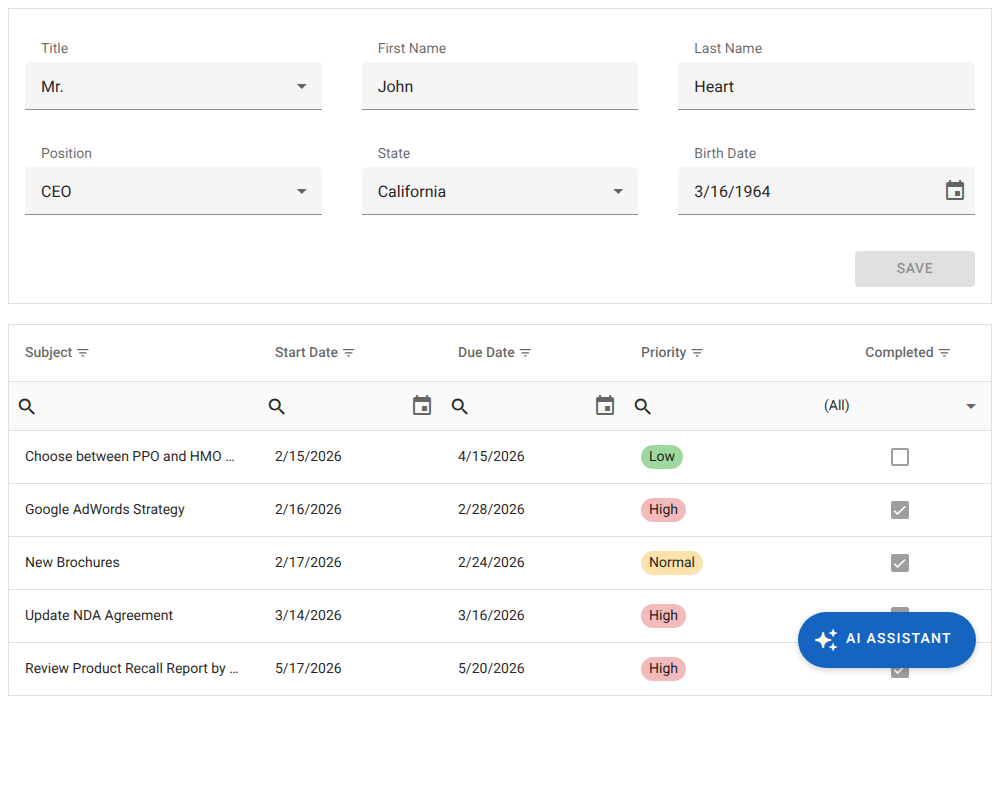 Title First Name Last Name
Mr. John Heart
Position State Birth Date
CEO California 3/16/1964
SAVE
Subject Start Date Due Date Priority Completed
(All)
Choose between PPO and HMO ... 2/15/2026 4/15/2026 Low
Google AdWords Strategy 2/16/2026 2/28/2026 High
New Brochures 2/17/2026 2/24/2026 Normal
Update NDA Agreement 3/14/2026 3/16/2026 High
AI ASSISTANT
Review Product Recall Report by ... 5/17/2026 5/20/2026 High